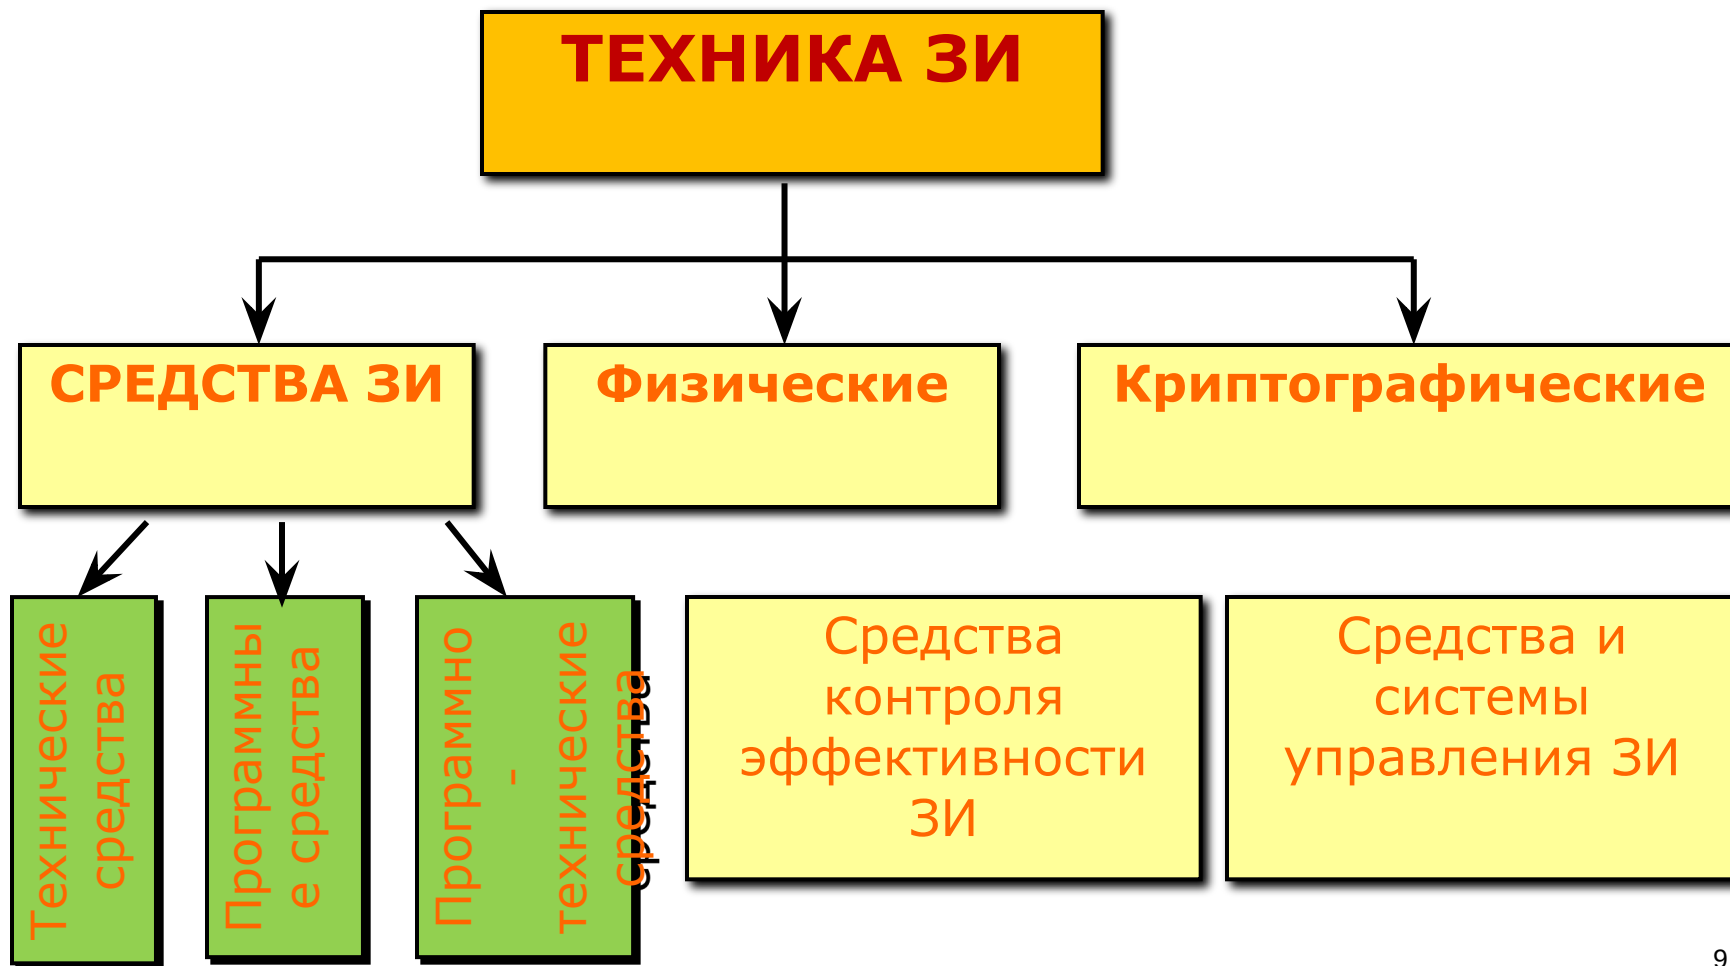 ТЕХНИКА ЗИ
СРЕДСТВА ЗИ
Физические
Криптографические
Технические
средства
Программны
е средства
Программно
-
технические
средства
Средства
контроля
эффективности
ЗИ
Средства и
системы
управления ЗИ
9